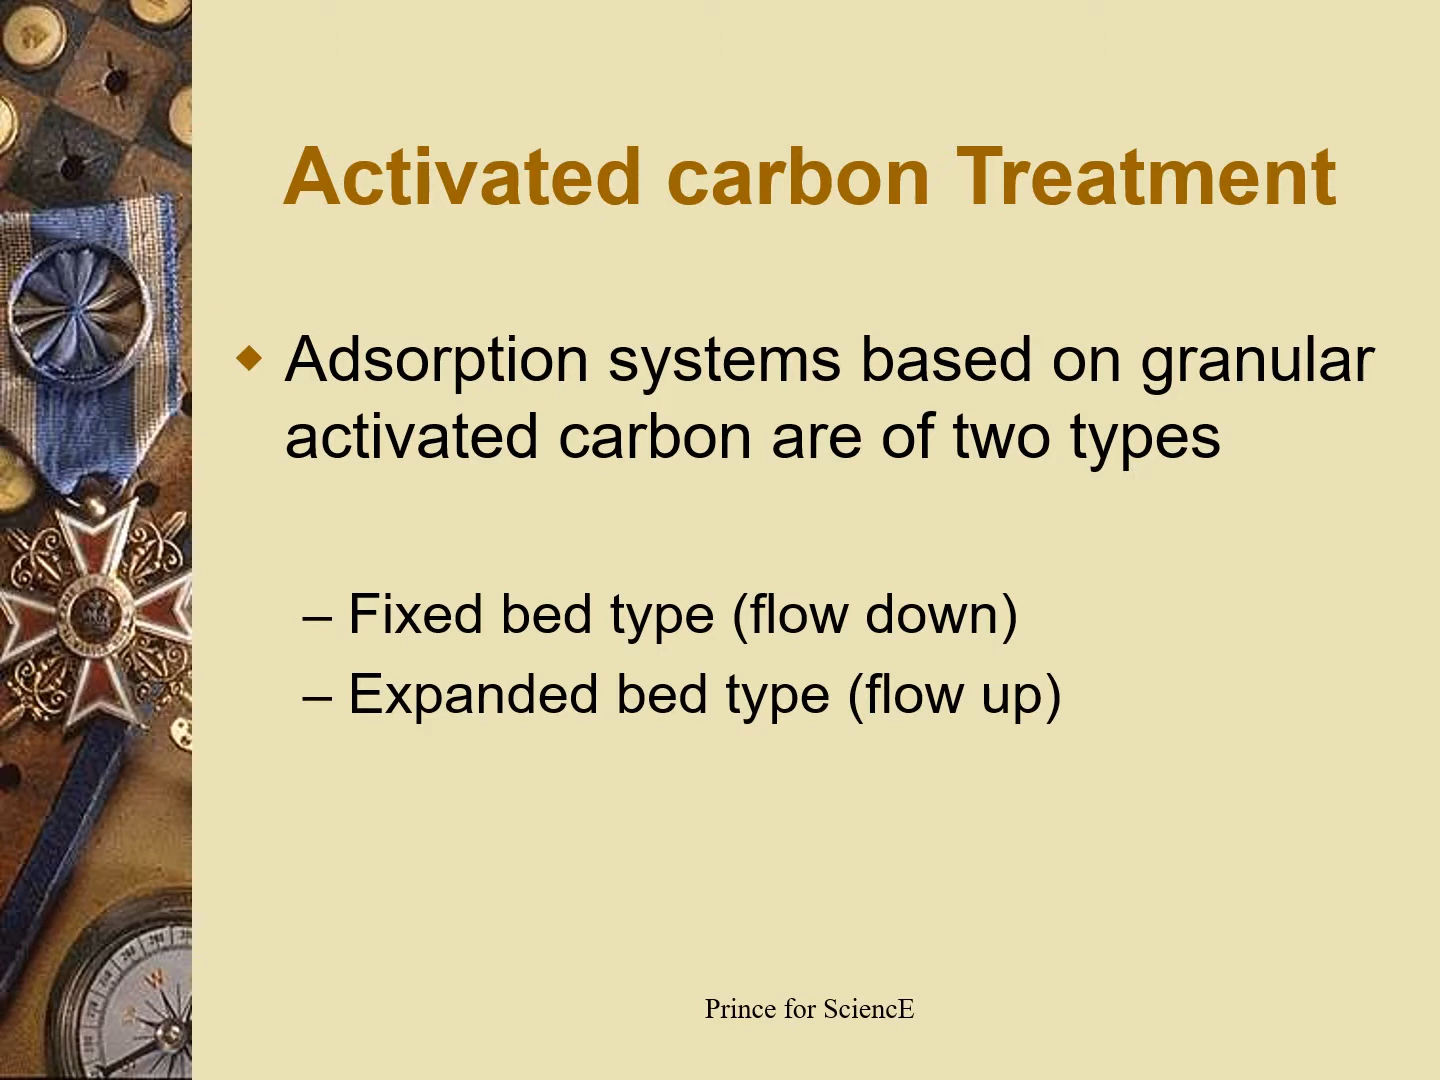 Activated carbon Treatment
Adsorption systems based on granular
activated carbon are of two types
– Fixed bed type (flow down)
– Expanded bed type (flow up)
Prince for SciencE
W